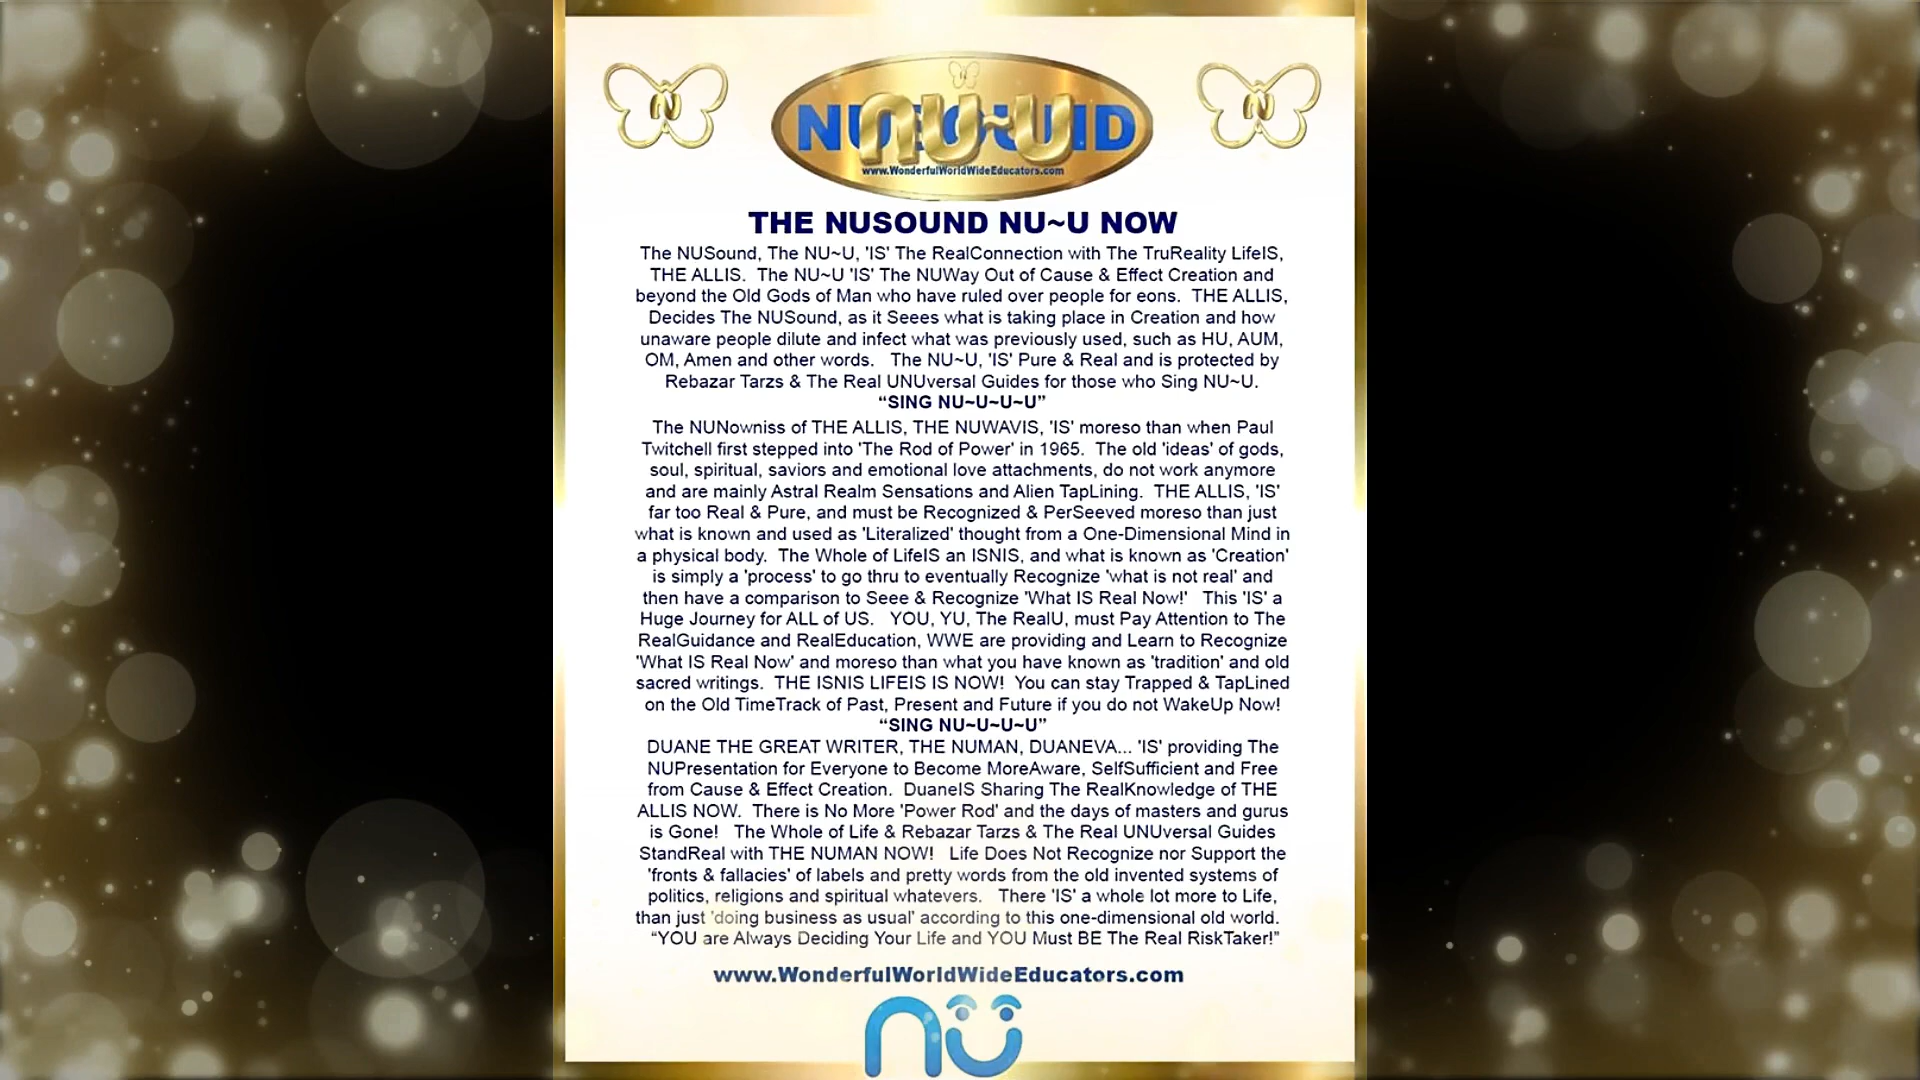 NU~U
www.WonderfulWorldWideEducators.com
THE NUSOUND NU~U NOW
The NUSound, The NU~U, 'IS' The RealConnection with The TruReality LifeIS,
THE ALLIS.  The NU~U 'IS' The NUWay Out of Cause & Effect Creation and
beyond the Old Gods of Man who have ruled over people for eons.  THE ALLIS,
Decides The NUSound, as it Seees what is taking place in Creation and how
unaware people dilute and infect what was previously used, such as HU, AUM,
OM, Amen and other words.   The NU~U, 'IS' Pure & Real and is protected by
Rebazar Tarzs & The Real UNUversal Guides for those who Sing NU~U.
“SING NU~U~U~U”
The NUNowniss of THE ALLIS, THE NUWAVIS, 'IS' moreso than when Paul
Twitchell first stepped into 'The Rod of Power' in 1965.  The old 'ideas' of gods,
soul, spiritual, saviors and emotional love attachments, do not work anymore
and are mainly Astral Realm Sensations and Alien TapLining.  THE ALLIS, 'IS'
far too Real & Pure, and must be Recognized & PerSeeved moreso than just
what is known and used as 'Literalized' thought from a One-Dimensional Mind in
a physical body.  The Whole of LifeIS an ISNIS, and what is known as 'Creation'
is simply a 'process' to go thru to eventually Recognize 'what is not real' and
then have a comparison to Seee & Recognize 'What IS Real Now!'   This 'IS' a
Huge Journey for ALL of US.   YOU, YU, The RealU, must Pay Attention to The
RealGuidance and RealEducation, WWE are providing and Learn to Recognize
'What IS Real Now' and moreso than what you have known as 'tradition' and old
sacred writings.  THE ISNIS LIFEIS IS NOW!  You can stay Trapped & TapLined
on the Old TimeTrack of Past, Present and Future if you do not WakeUp Now!
“SING NU~U~U~U”
DUANE THE GREAT WRITER, THE NUMAN, DUANEVA... 'IS' providing The
NUPresentation for Everyone to Become MoreAware, SelfSufficient and Free
from Cause & Effect Creation.  DuaneIS Sharing The RealKnowledge of THE
ALLIS NOW.  There is No More 'Power Rod' and the days of masters and gurus
is Gone!   The Whole of Life & Rebazar Tarzs & The Real UNUversal Guides
StandReal with THE NUMAN NOW!   Life Does Not Recognize nor Support the
'fronts & fallacies' of labels and pretty words from the old invented systems of
politics, religions and spiritual whatevers.   There 'IS' a whole lot more to Life,
than just 'doing business as usual' according to this one-dimensional old world.
“YOU are Always Deciding Your Life and YOU Must BE The Real RiskTaker!”
www.WonderfulWorldWideEducators.com
nü